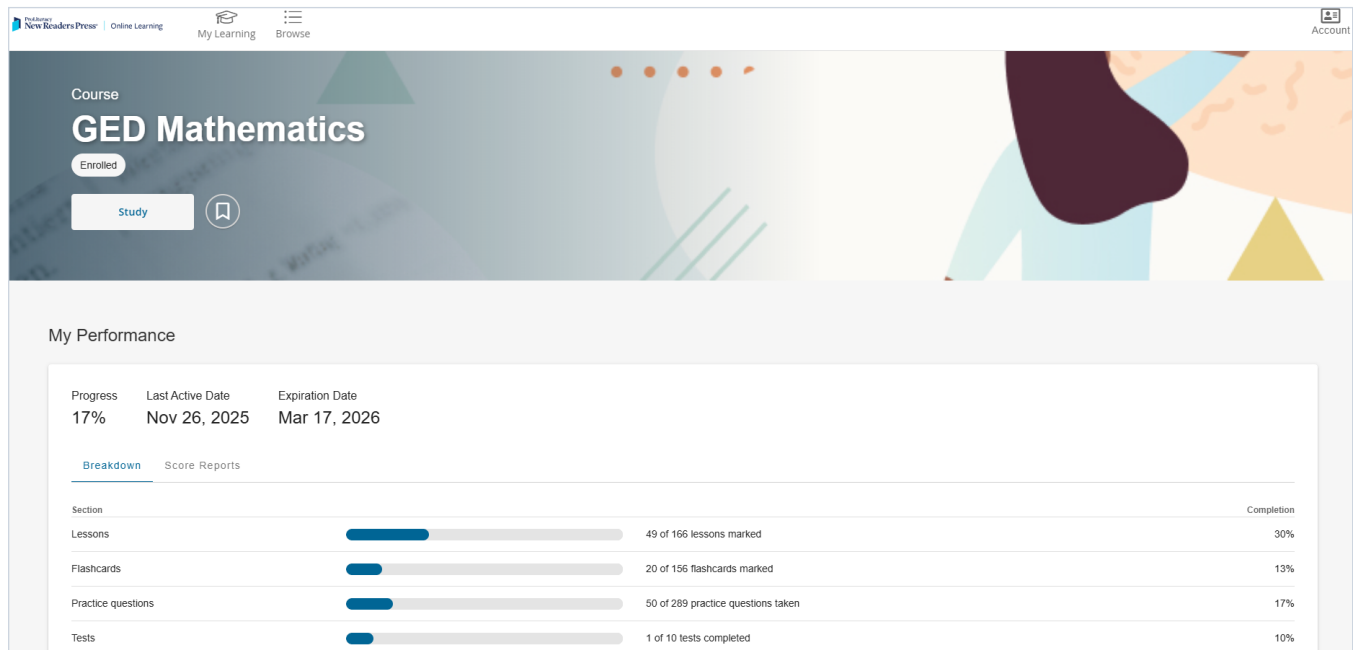 ProLiteracy
New Readers Press | Online Learning
My Learning
Browse
Account
Course
GED Mathematics
Enrolled
Study
My Performance
Progress
17%
Last Active Date
Nov 26, 2025
Expiration Date
Mar 17, 2026
Breakdown
Score Reports
Section
Completion
Lessons
49 of 166 lessons marked
30%
Flashcards
20 of 156 flashcards marked
13%
Practice questions
50 of 289 practice questions taken
17%
Tests
1 of 10 tests completed
10%